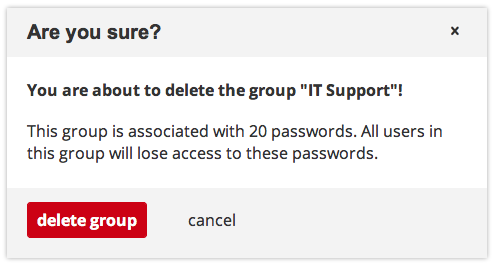 Are you sure? ×
You are about to delete the group "IT Support"!
This group is associated with 20 passwords. All users in
this group will lose access to these passwords.
delete group cancel